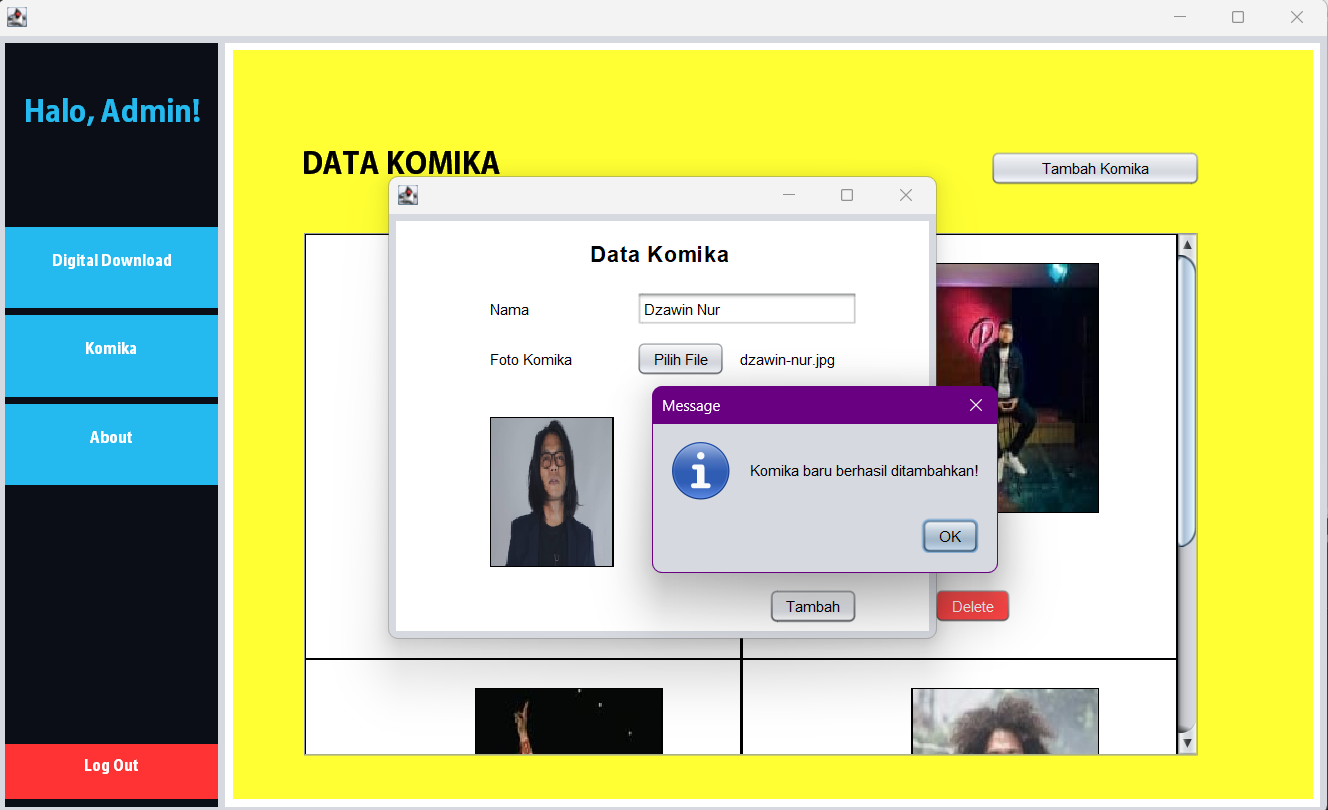 Halo, Admin!
Digital Download
Komika
About
Log Out
DATA KOMIKA
Tambah Komika
Data Komika
Nama
Dzawin Nur
Foto Komika
Pilih File
dzawin-nur.jpg
Message
Komika baru berhasil ditambahkan!
OK
Tambah
Delete